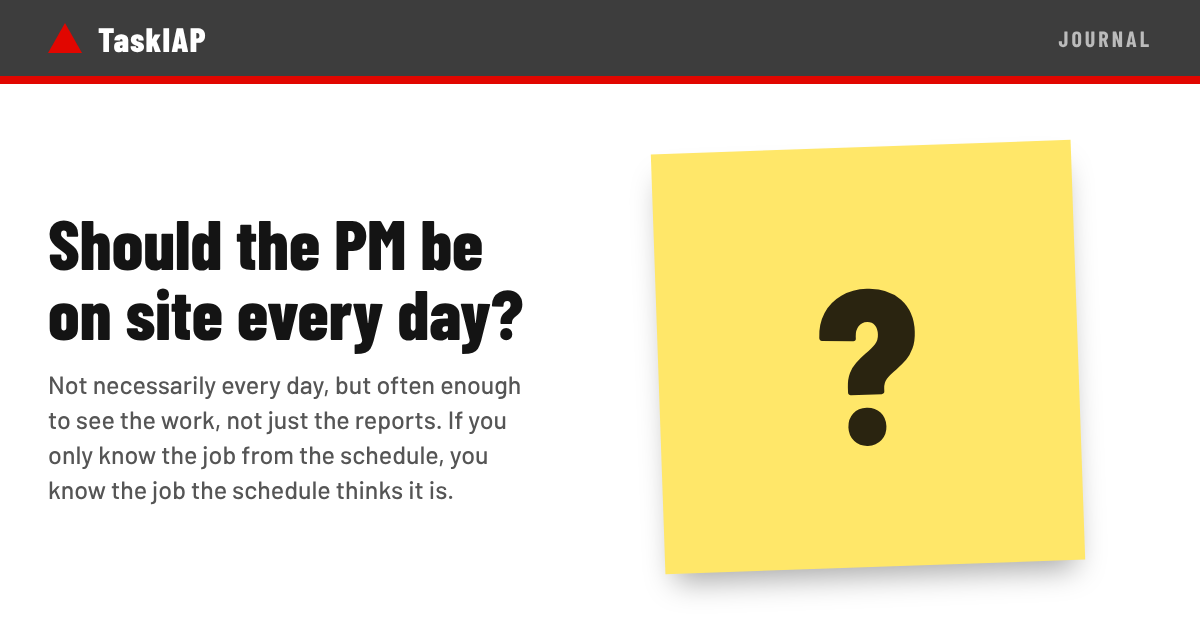 TaskIAP
JOURNAL
Should the PM be
on site every day?
Not necessarily every day, but often enough
to see the work, not just the reports. If you
only know the job from the schedule, you
know the job the schedule thinks it is.
?